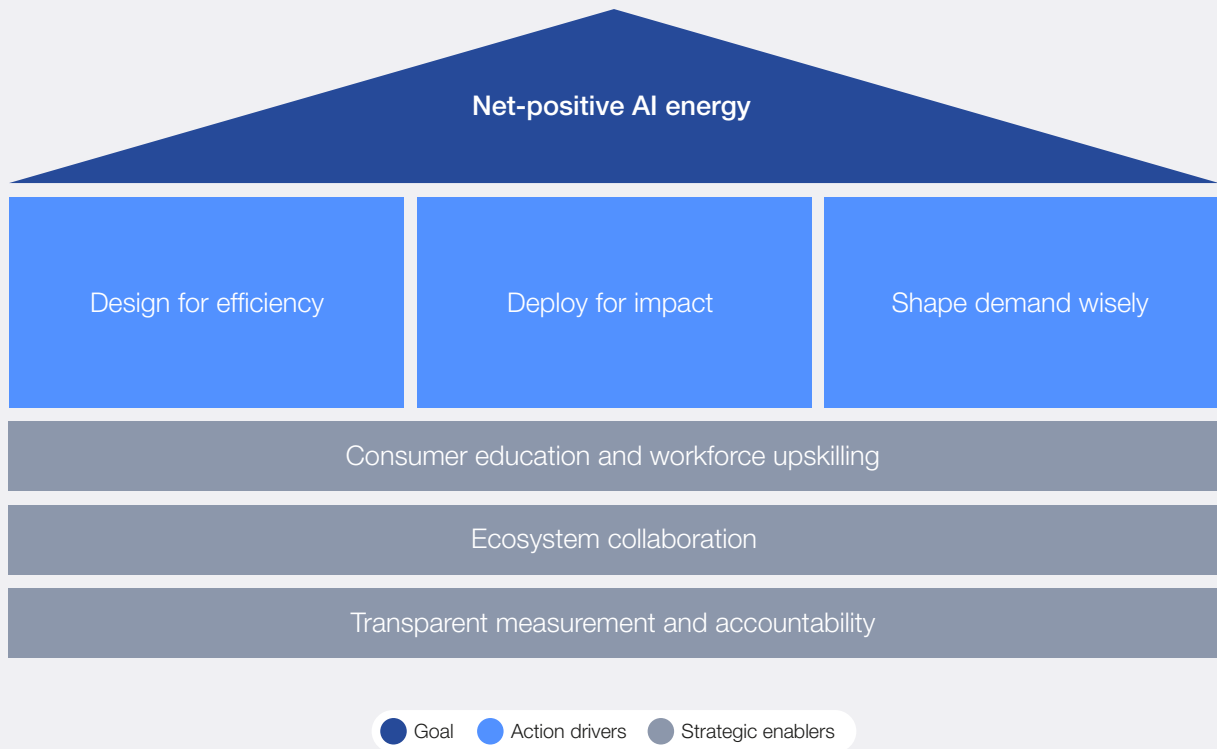 Net-positive AI energy
Design for efficiency
Deploy for impact
Shape demand wisely
Consumer education and workforce upskilling
Ecosystem collaboration
Transparent measurement and accountability
Goal
Action drivers
Strategic enablers